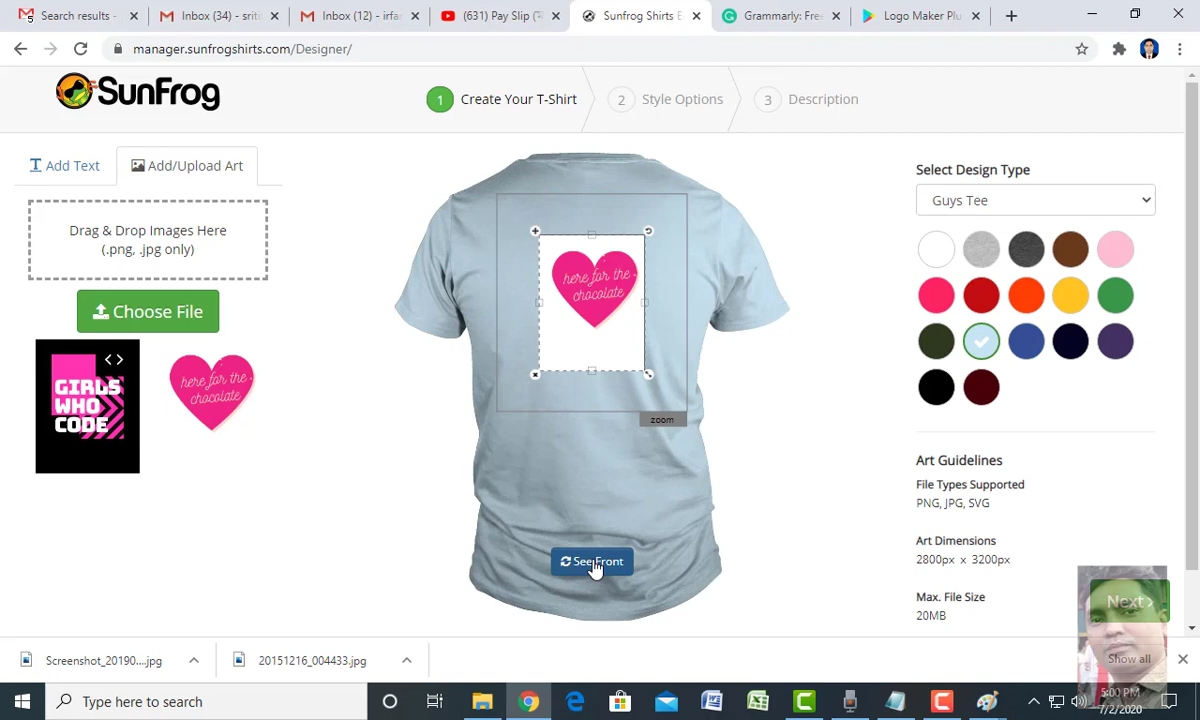 Search results -
Inbox (34) - sriti
Inbox (12) - irfan
(631) Pay Slip
Sunfrog Shirts E
Grammarly: Free
Logo Maker Plu
manager.sunfrogshirts.com/Designer/
SunFrog
1 Create Your T-Shirt
2 Style Options
3 Description
Add Text
Add/Upload Art
Drag & Drop Images Here
(.png, .jpg only)
Choose File
GIRLS
WHO
CODE
here for the
chocolate
here for the
chocolate
zoom
See Front
Select Design Type
Guys Tee
Art Guidelines
File Types Supported
PNG, JPG, SVG
Art Dimensions
2800px x 3200px
Max. File Size
20MB
Next
Screenshot_20190....jpg
20151216_004433.jpg
Show all
Type here to search
5:00 PM
7/2/2020